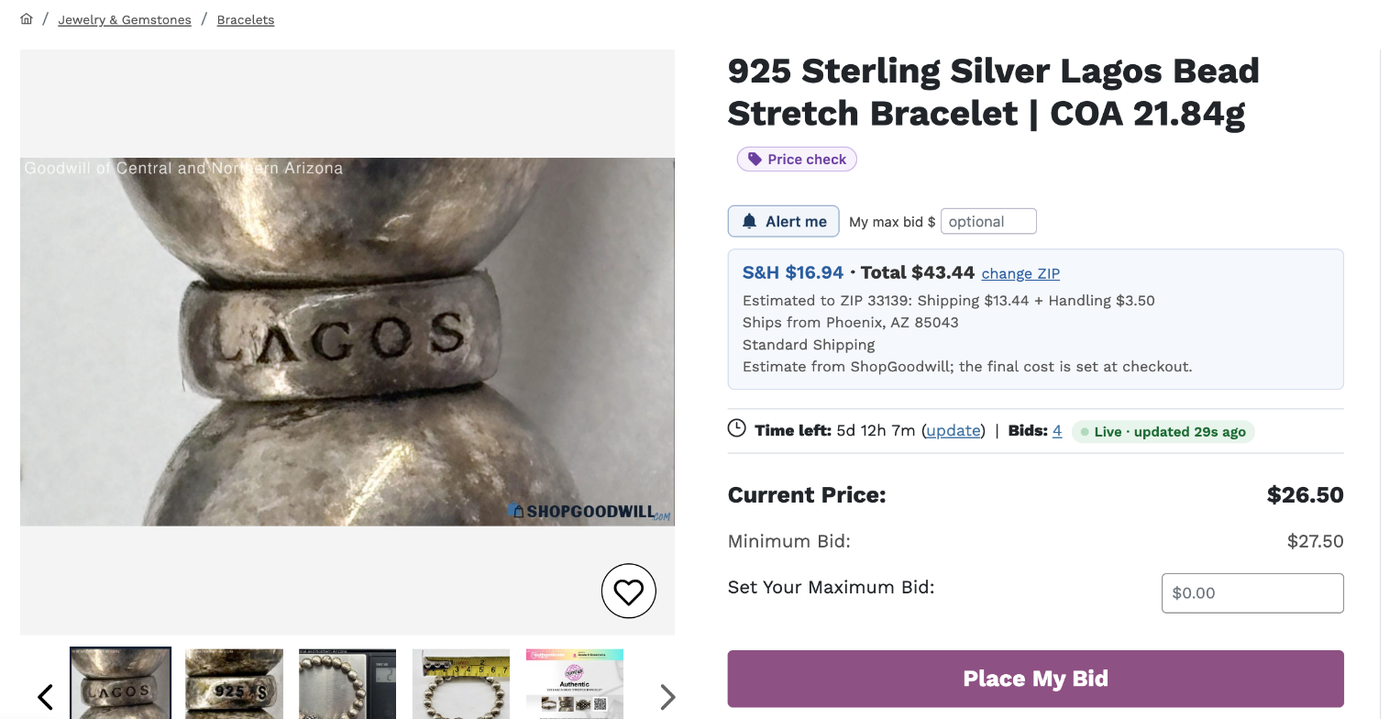 / Jewelry & Gemstones / Bracelets
925 Sterling Silver Lagos Bead
Stretch Bracelet | COA 21.84g
Price check
Goodwill of Central and Northern Arizona
LAGOS
SHOPGOODWILL.COM
Alert me My max bid $ optional
S&H $16.94 · Total $43.44 change ZIP
Estimated to ZIP 33139: Shipping $13.44 + Handling $3.50
Ships from Phoenix, AZ 85043
Standard Shipping
Estimate from ShopGoodwill; the final cost is set at checkout.
Time left: 5d 12h 7m (update) | Bids: 4 Live · updated 29s ago
Current Price: $26.50
Minimum Bid: $27.50
Set Your Maximum Bid: $0.00
Place My Bid
LAGOS
925
Authentic